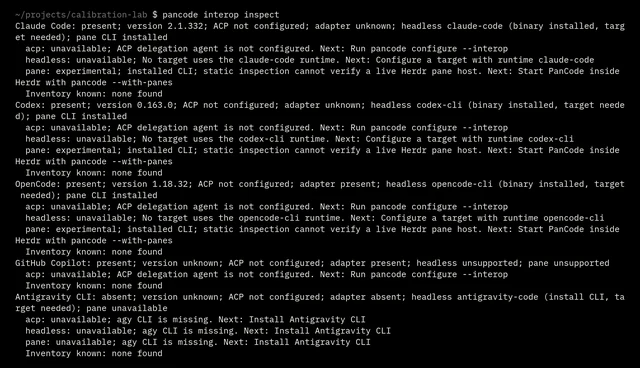 ~/projects/calibration-lab $ pancode interop inspect
Claude Code: present; version 2.1.332; ACP not configured; adapter unknown; headless claude-code (binary installed, targ
et needed); pane CLI installed
  acp: unavailable; ACP delegation agent is not configured. Next: Run pancode configure --interop
  headless: unavailable; No target uses the claude-code runtime. Next: Configure a target with runtime claude-code
  pane: experimental; installed CLI; static inspection cannot verify a live Herdr pane host. Next: Start PanCode inside
Herdr with pancode --with-panes
  Inventory known: none found
Codex: present; version 0.163.0; ACP not configured; adapter unknown; headless codex-cli (binary installed, target neede
d); pane CLI installed
  acp: unavailable; ACP delegation agent is not configured. Next: Run pancode configure --interop
  headless: unavailable; No target uses the codex-cli runtime. Next: Configure a target with runtime codex-cli
  pane: experimental; installed CLI; static inspection cannot verify a live Herdr pane host. Next: Start PanCode inside
Herdr with pancode --with-panes
  Inventory known: none found
OpenCode: present; version 1.18.32; ACP not configured; adapter present; headless opencode-cli (binary installed, target
 needed); pane CLI installed
  acp: unavailable; ACP delegation agent is not configured. Next: Run pancode configure --interop
  headless: unavailable; No target uses the opencode-cli runtime. Next: Configure a target with runtime opencode-cli
  pane: experimental; installed CLI; static inspection cannot verify a live Herdr pane host. Next: Start PanCode inside
Herdr with pancode --with-panes
  Inventory known: none found
GitHub Copilot: present; version unknown; ACP not configured; adapter present; headless unsupported; pane unsupported
  acp: unavailable; ACP delegation agent is not configured. Next: Run pancode configure --interop
  Inventory known: none found
Antigravity CLI: absent; version unknown; ACP not configured; adapter absent; headless antigravity-code (install CLI, ta
rget needed); pane unavailable
  acp: unavailable; agy CLI is missing. Next: Install Antigravity CLI
  headless: unavailable; agy CLI is missing. Next: Install Antigravity CLI
  pane: unavailable; agy CLI is missing. Next: Install Antigravity CLI
  Inventory known: none found